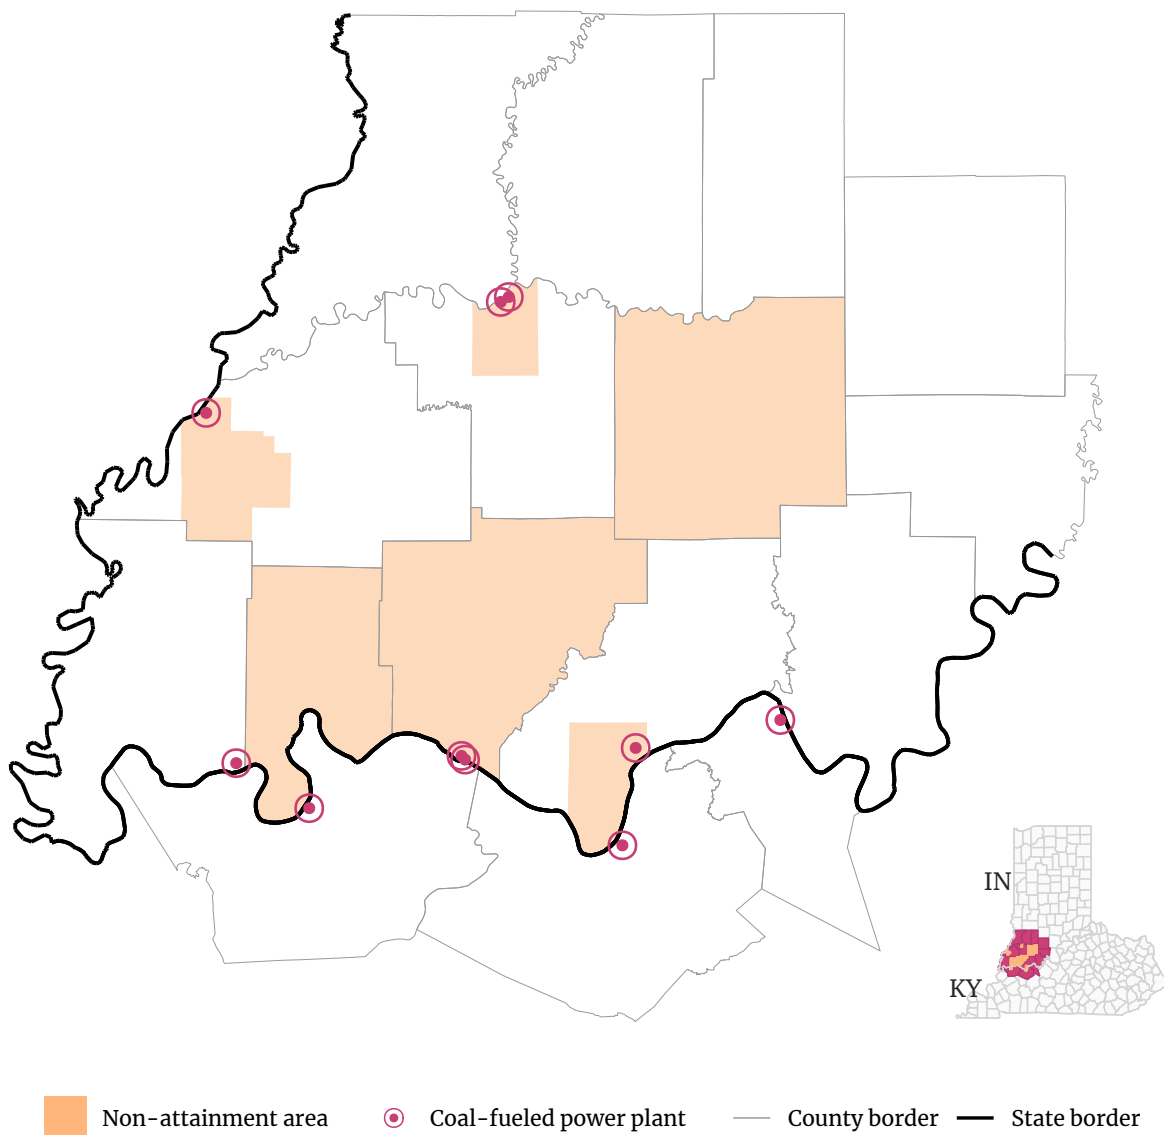 IN
KY
Non-attainment area
Coal-fueled power plant
County border
State border